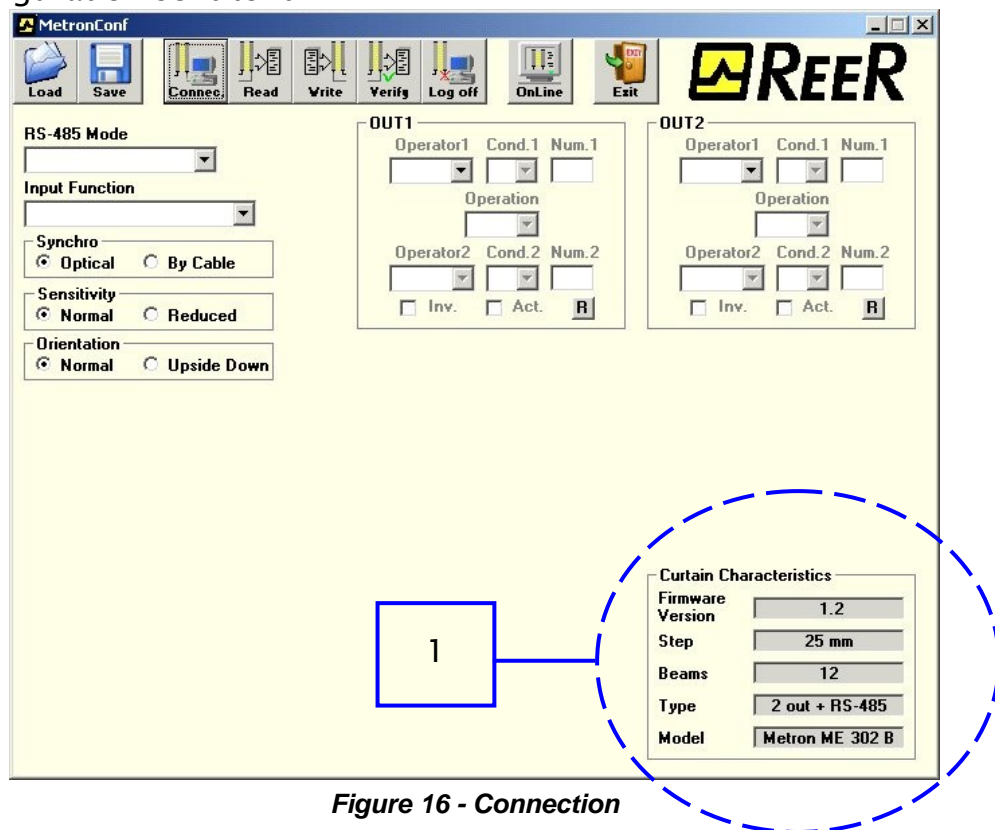 MetronConf
Load Save Connec. Read Write Verify Log off OnLine Exit
REER
RS-485 Mode
Input Function
Synchro
Optical By Cable
Sensitivity
Normal Reduced
Orientation
Normal Upside Down
OUT1
Operator1 Cond.1 Num.1
Operation
Operator2 Cond.2 Num.2
Inv. Act. R
OUT2
Operator1 Cond.1 Num.1
Operation
Operator2 Cond.2 Num.2
Inv. Act. R
Curtain Characteristics
Firmware Version 1.2
Step 25 mm
Beams 12
Type 2 out + RS-485
Model Metron ME 302 B
1
Figure 16 - Connection